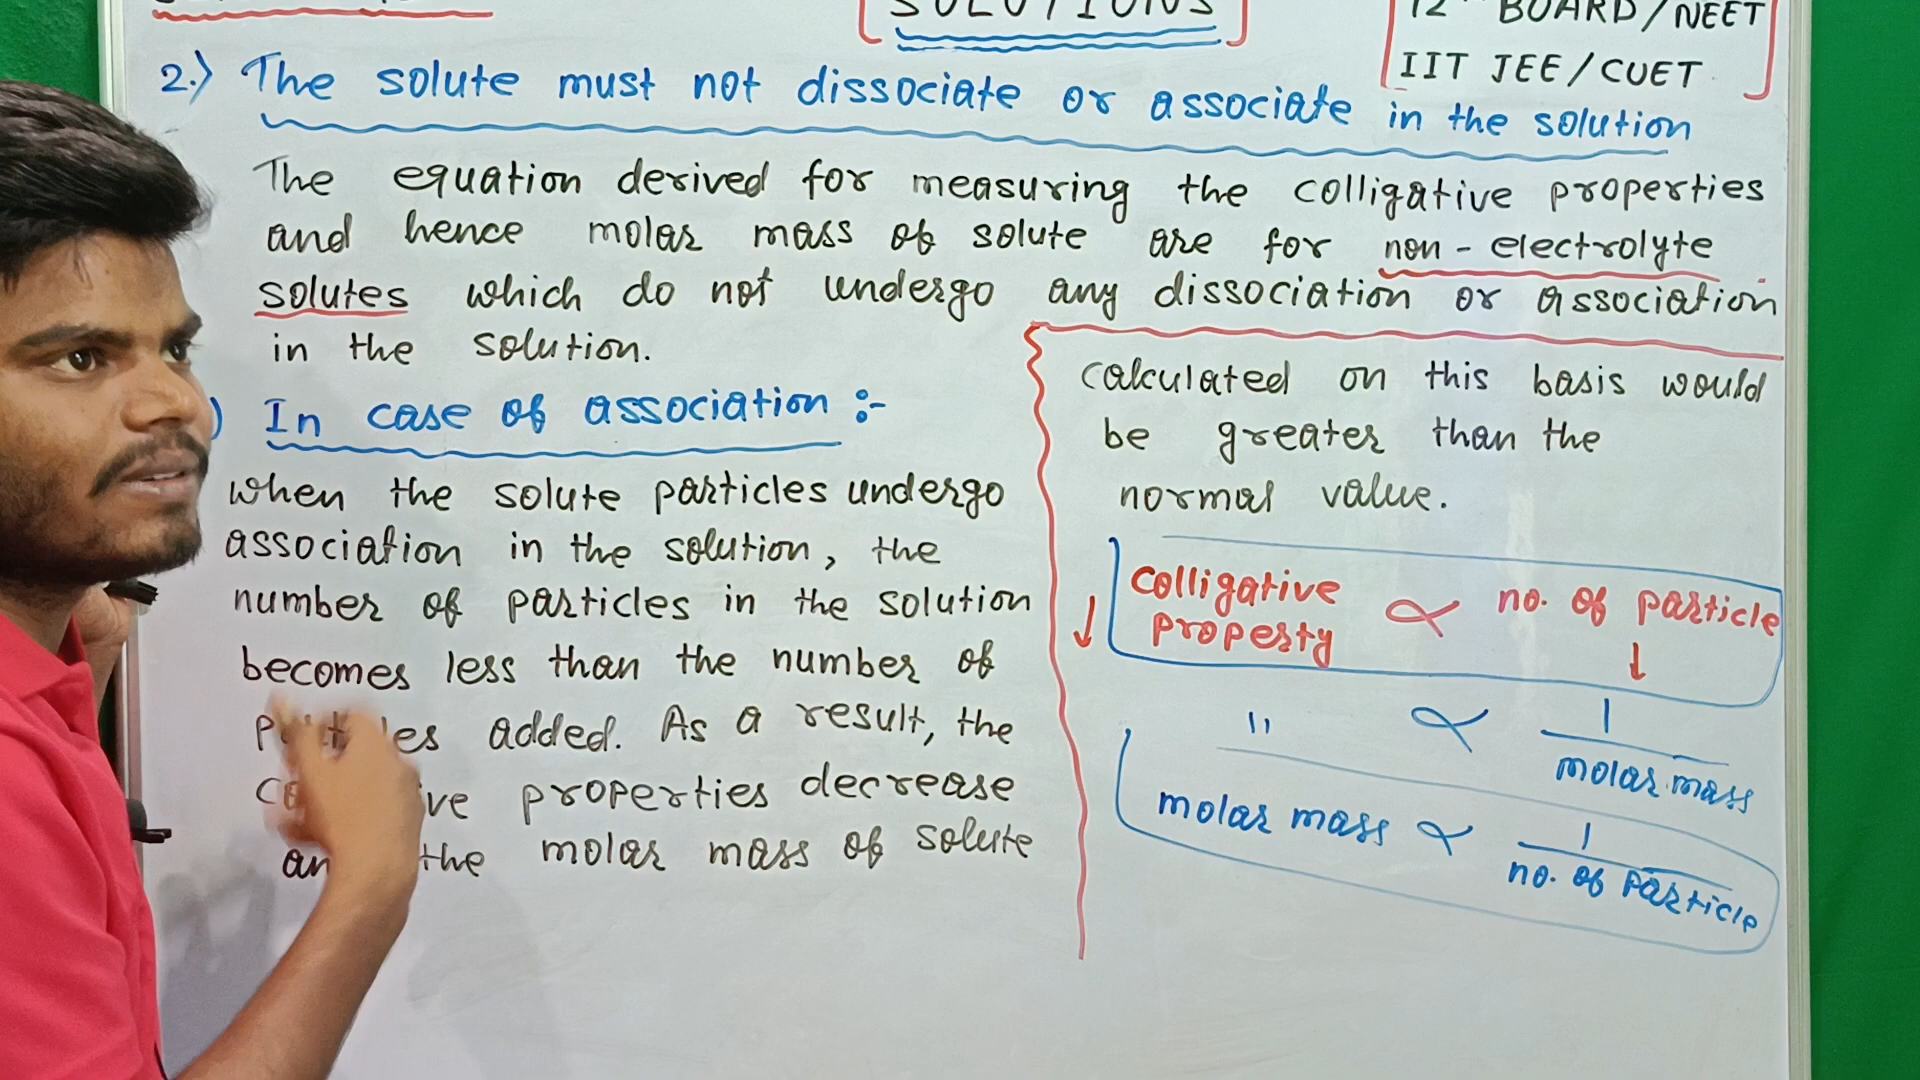 SOLUTIONS
12 BOARD/NEET
IIT JEE/CUET
2.) The solute must not dissociate or associate in the solution
The equation derived for measuring the colligative properties
and hence molar mass of solute are for non-electrolyte
solutes which do not undergo any dissociation or association
in the solution.
) In case of association :-
when the solute particles undergo
association in the solution, the
number of particles in the solution
becomes less than the number of
added. As a result, the
properties decrease
the molar mass of solute
calculated on this basis would
be greater than the
normal value.
↓ colligative property ∝ no. of particle ↓
" ∝ 1/molar mass
molar mass ∝ 1/no. of particle